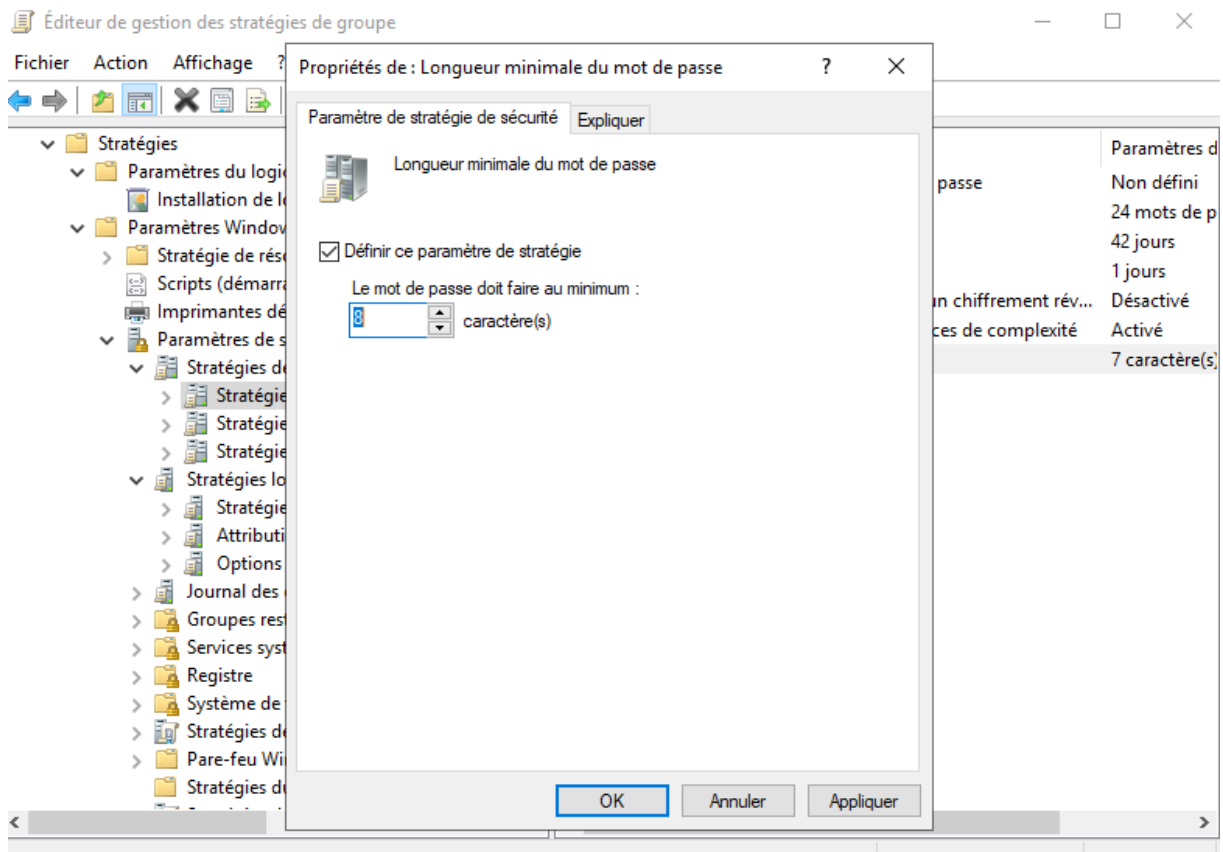 Éditeur de gestion des stratégies de groupe
Fichier Action Affichage ?
Propriétés de : Longueur minimale du mot de passe ?
Paramètre de stratégie de sécurité Expliquer
Longueur minimale du mot de passe
Définir ce paramètre de stratégie
Le mot de passe doit faire au minimum :
8 caractère(s)
OK Annuler Appliquer
Stratégies
Paramètres du logi
Installation de l
Paramètres Window
Stratégie de rés
Scripts (démarra
Imprimantes dé
Paramètres de s
Stratégies de
Stratégie
Stratégie
Stratégie
Stratégies lo
Stratégie
Attributi
Options
Journal des
Groupes rest
Services syst
Registre
Système de
Stratégies de
Pare-feu Wi
Stratégies du
Paramètres d
passe Non défini
24 mots de p
42 jours
1 jours
un chiffrement rév... Désactivé
ces de complexité Activé
7 caractère(s)